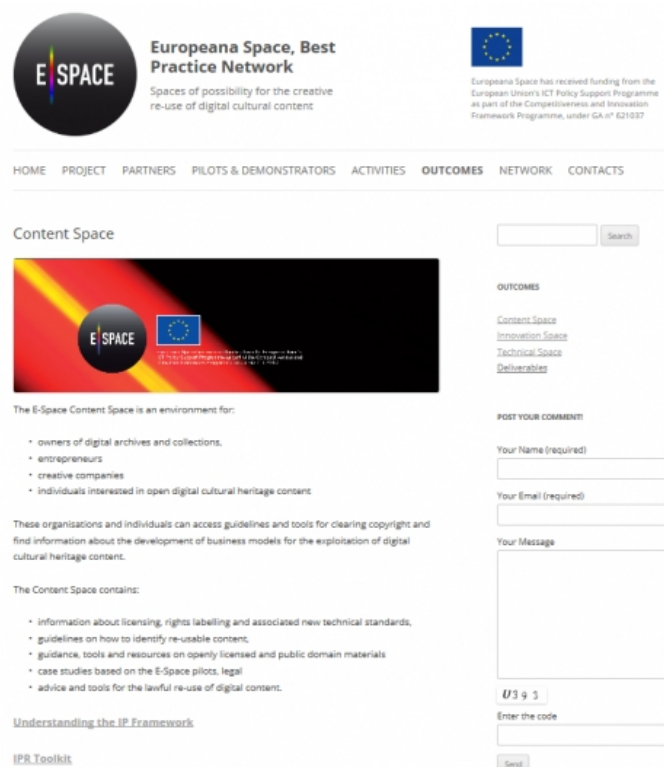 E SPACE
Europeana Space, Best
Practice Network
Spaces of possibility for the creative
re-use of digital cultural content
Europeana Space has received funding from the
European Union's ICT Policy Support Programme
as part of the Competitiveness and Innovation
Framework Programme, under GA n° 621037
HOME PROJECT PARTNERS PILOTS & DEMONSTRATORS ACTIVITIES OUTCOMES NETWORK CONTACTS
Content Space
E SPACE
The E-Space Content Space is an environment for:
• owners of digital archives and collections,
• entrepreneurs
• creative companies
• individuals interested in open digital cultural heritage content
These organisations and individuals can access guidelines and tools for clearing copyright and
find information about the development of business models for the exploitation of digital
cultural heritage content.
The Content Space contains:
• information about licensing, rights labelling and associated new technical standards,
• guidelines on how to identify re-usable content,
• guidance, tools and resources on openly licensed and public domain materials
• case studies based on the E-Space pilots, legal
• advice and tools for the lawful re-use of digital content.
Understanding the IP Framework
IPR Toolkit
Search
OUTCOMES
Content Space
Innovation Space
Technical Space
Deliverables
POST YOUR COMMENT!
Your Name (required)
Your Email (required)
Your Message
U393
Enter the code
Send